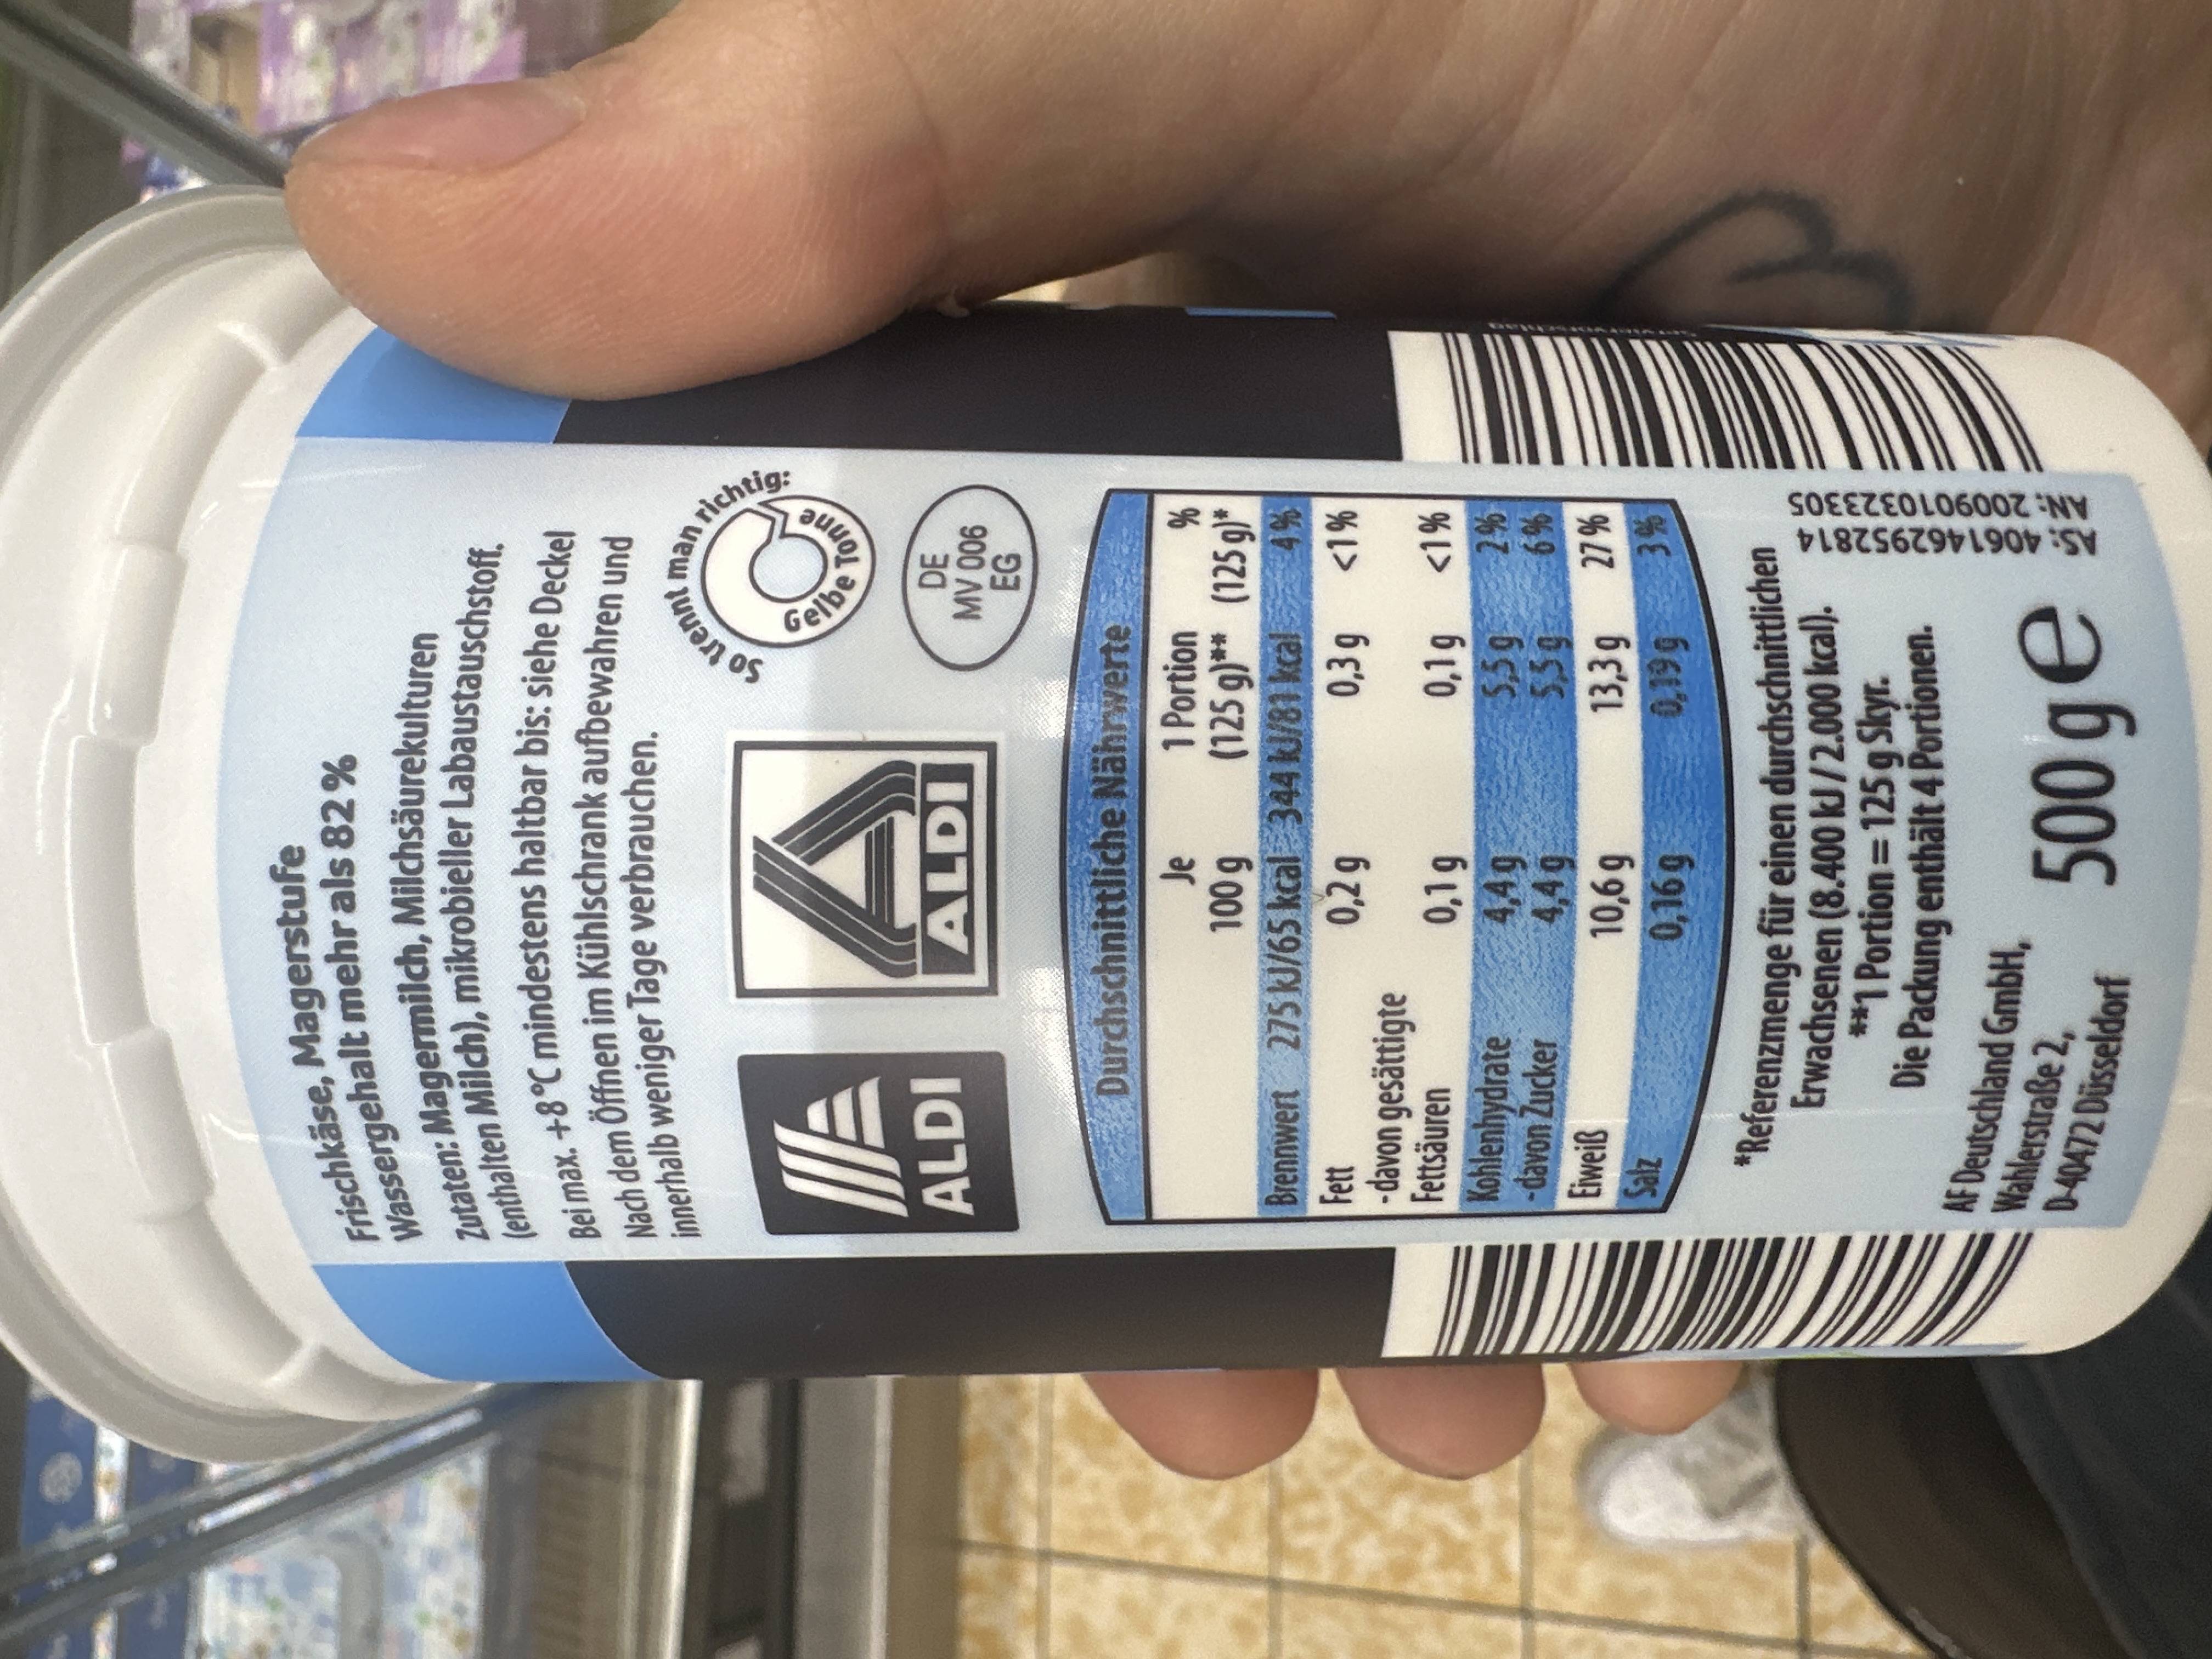 Frischkäse, Magerstufe
Wassergehalt mehr als 82 %
Zutaten: Magermilch, Milchsäurekulturen
(enthalten Milch), mikrobieller Labaustauschstoff.
Bei max. +8 °C mindestens haltbar bis: siehe Deckel
Nach dem Öffnen im Kühlschrank aufbewahren und
innerhalb weniger Tage verbrauchen.
So trennt man richtig:
Gelbe Tonne
ALDI
ALDI
DE
MV 006
EG
Durchschnittliche Nährwerte
Je 1 Portion %
100 g (125 g)** (125 g)*
Brennwert 275 kJ/65 kcal 344 kJ/81 kcal 4 %
Fett 0,2 g 0,3 g <1 %
- davon gesättigte
Fettsäuren 0,1 g 0,1 g <1 %
Kohlenhydrate 4,4 g 5,5 g 2 %
- davon Zucker 4,4 g 5,5 g 6 %
Eiweiß 10,6 g 13,3 g 27 %
Salz 0,16 g 0,19 g 3 %
*Referenzmenge für einen durchschnittlichen
Erwachsenen (8.400 kJ / 2.000 kcal).
**1 Portion = 125 g Skyr.
Die Packung enthält 4 Portionen.
AS: 4061462952814
AN: 2009010323305
AF Deutschland GmbH,
Wahlerstraße 2,
D-40472 Düsseldorf
500 g e